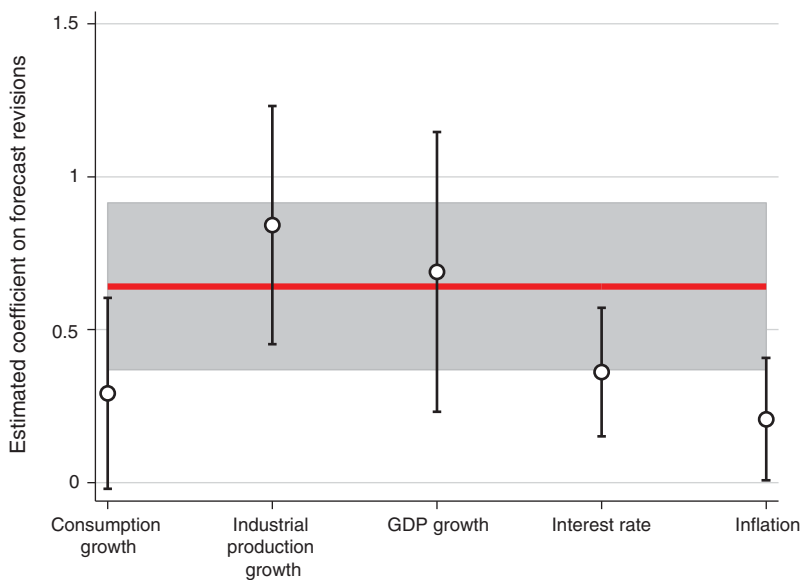 Estimated coefficient on forecast revisions
1.5
1
0.5
0
Consumption
growth
Industrial
production
growth
GDP growth
Interest rate
Inflation